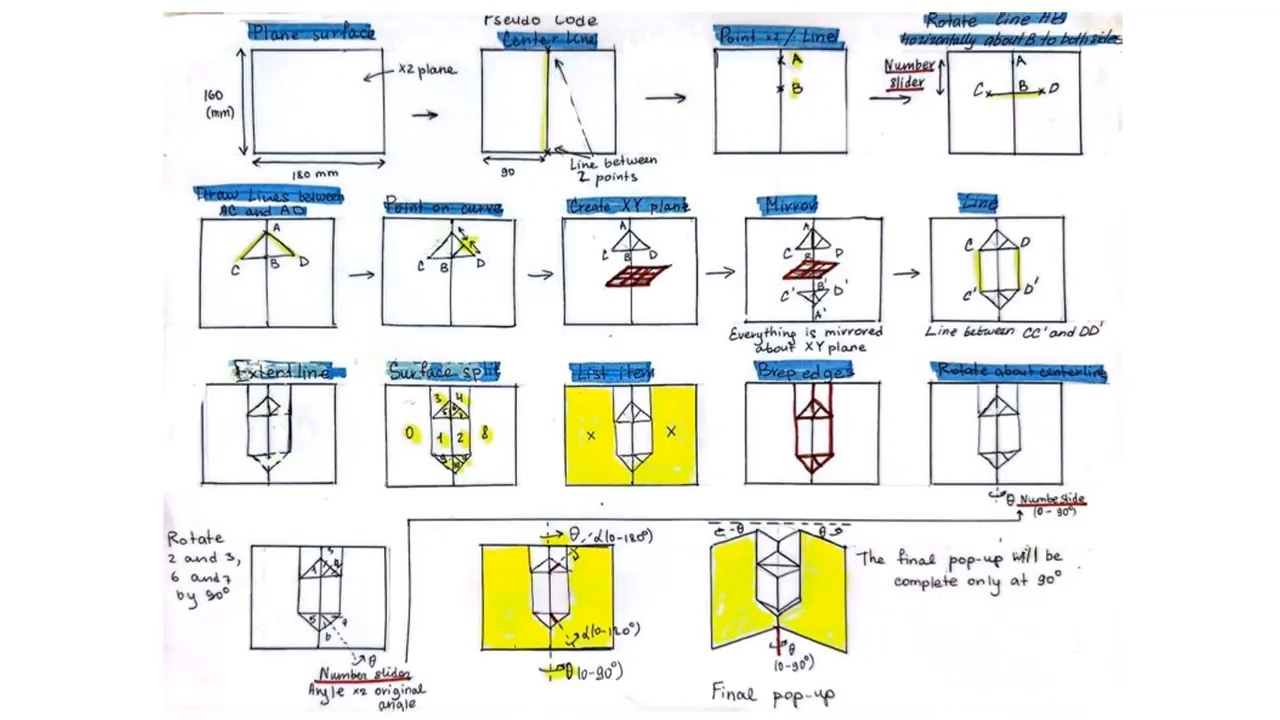 Pseudo Code
Plane surface
160
(mm)
xz plane
180 mm
Center Line
90
Line between
2 points
Point x2/Line
A
B
Rotate line AB
horizontally about B to both sides
Number
slider
A
C
B
D
Draw Lines between
AC and AD
A
C
B
D
Point on curve
C
B
D
Create XY plane
A
C
B
D
Mirror
A
C
B
D
C'
B'
D'
A'
Everything is mirrored
about XY plane
Line
C
D
C'
D'
Line between CC' and DD'
Extend line
Surface split
3
4
0
1
2
8
List item
x
x
Brep edges
Rotate about centerline
θ Number slide
(0-90°)
Rotate
2 and 3,
6 and 7
by 90°
5
6
7
θ
Number slider
Angle x2 original
angle
θ, α(0-180°)
α(0-180°)
θ(0-90°)
-θ
θ
θ
(0-90°)
Final pop-up
The final pop-up will be
complete only at 90°